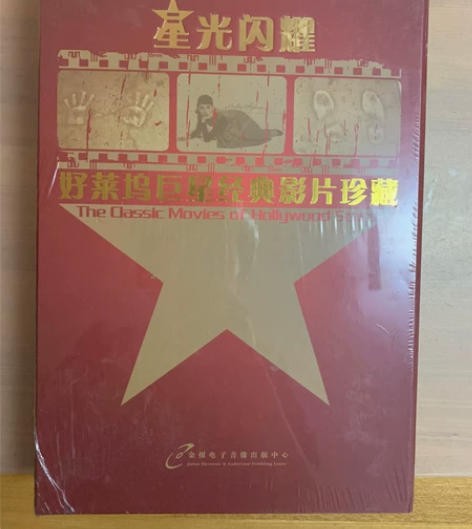 星光闪耀
好莱坞巨星经典影片珍藏
The Classic Movies of Hollywood
金报电子音像出版中心